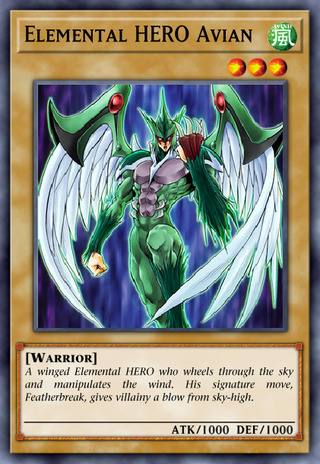 Elemental HERO Avian
WIND
風
[Warrior]
A winged Elemental HERO who wheels through the sky
and manipulates the wind. His signature move,
Featherbreak, gives villainy a blow from sky-high.
ATK/1000 DEF/1000